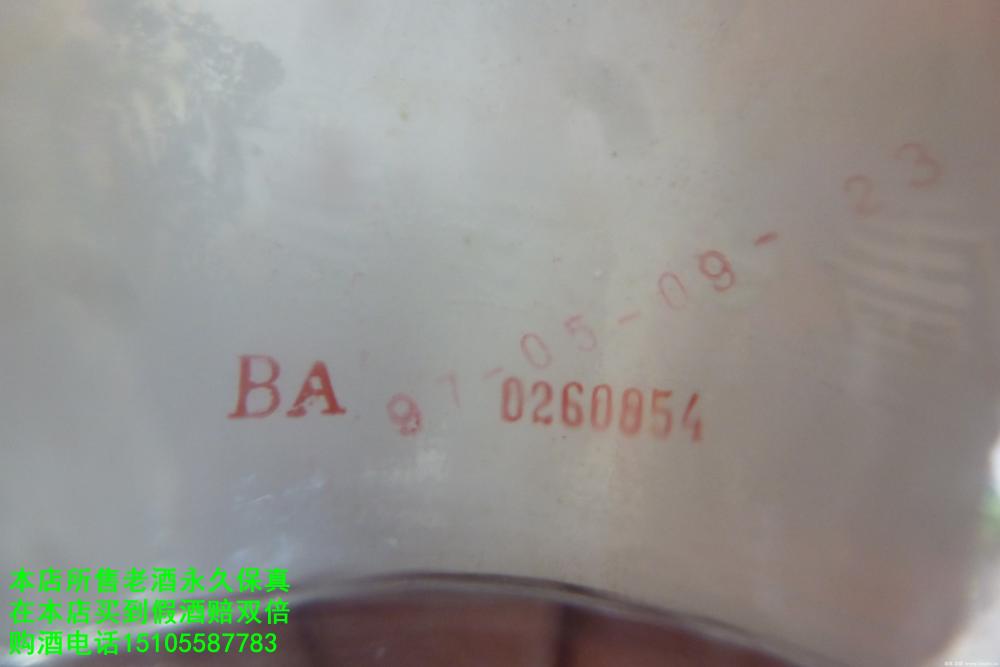 97-05-09-23
BA 0260854
本店所售老酒永久保真
在本店买到假酒赔双倍
购酒电话15105587783